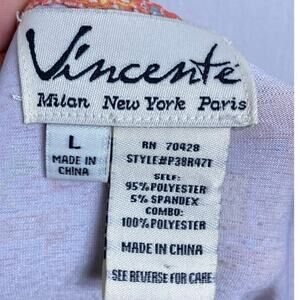 Vincente
Milan New York Paris
L
MADE IN
CHINA
RN 70428
STYLE#P38R47T
SELF:
95%POLYESTER
5% SPANDEX
COMBO:
100%POLYESTER
MADE IN CHINA
SEE REVERSE FOR CARE